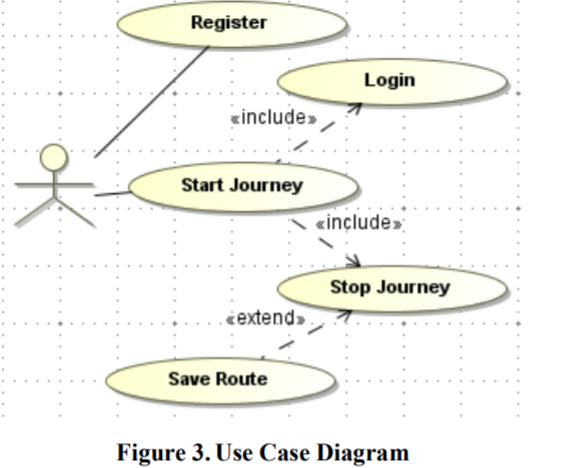 Register
Login
«include»
Start Journey
«include»
Stop Journey
«extend»
Save Route
Figure 3. Use Case Diagram